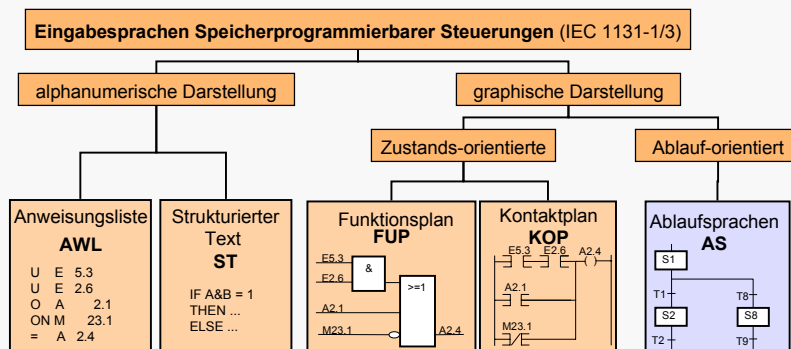 Eingabesprachen Speicherprogrammierbarer Steuerungen (IEC 1131-1/3)
alphanumerische Darstellung
graphische Darstellung
Zustands-orientierte
Ablauf-orientiert
Anweisungsliste
AWL
U E 5.3
U E 2.6
O A 2.1
ON M 23.1
= A 2.4
Strukturierter
Text
ST
IF A&B = 1
THEN ...
ELSE ...
Funktionsplan
FUP
E5.3
&
E2.6
>=1
A2.1
M23.1
A2.4
Kontaktplan
KOP
E5.3 E2.6 A2.4
A2.1
M23.1
Ablaufsprachen
AS
S1
T1 T8
S2 S8
T2 T9